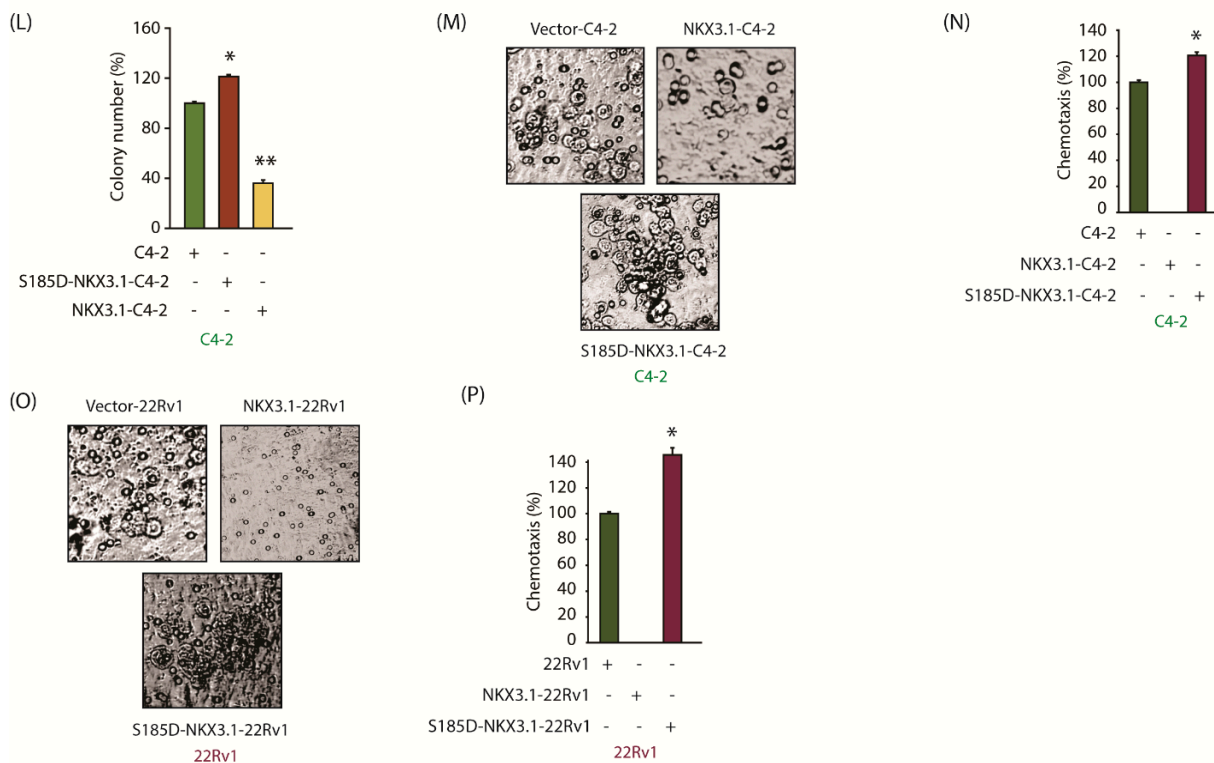 (L)
160
120
80
40
0
Colony number (%)
*
**
C4-2 + - -
S185D-NKX3.1-C4-2 - + -
NKX3.1-C4-2 - - +
C4-2
(M)
Vector-C4-2 NKX3.1-C4-2
S185D-NKX3.1-C4-2
C4-2
(N)
140
120
100
80
60
40
20
0
Chemotaxis (%)
*
C4-2 + - -
NKX3.1-C4-2 - + -
S185D-NKX3.1-C4-2 - - +
C4-2
(O)
Vector-22Rv1 NKX3.1-22Rv1
S185D-NKX3.1-22Rv1
22Rv1
(P)
140
120
100
80
60
40
20
0
Chemotaxis (%)
*
22Rv1 + - -
NKX3.1-22Rv1 - + -
S185D-NKX3.1-22Rv1 - - +
22Rv1